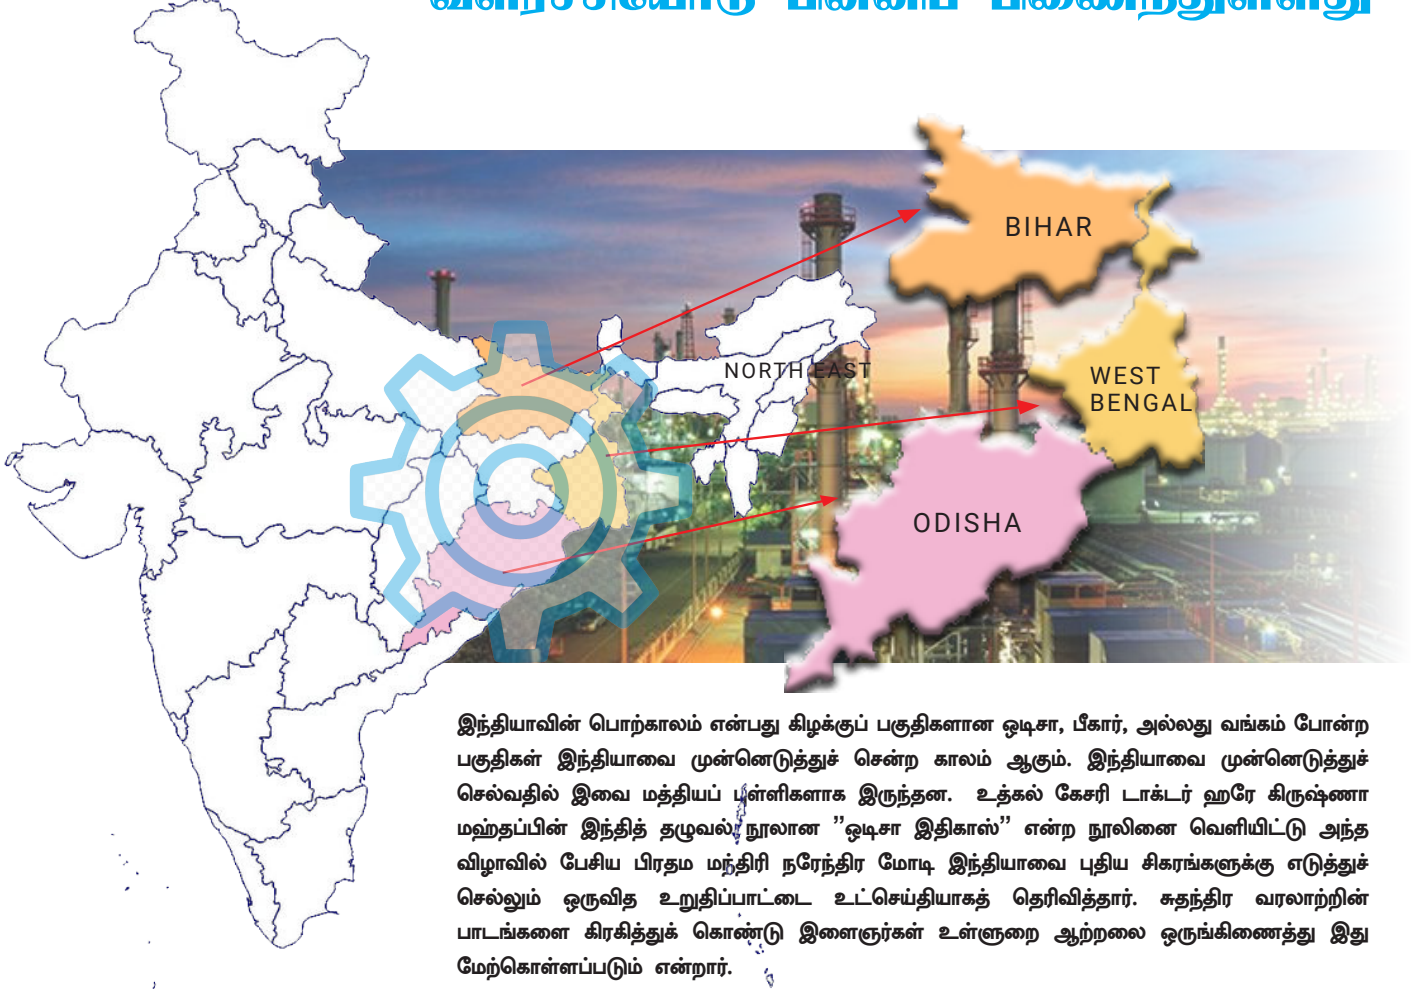 வளர்ச்சியோடு பின்னிப் பிணைந்துள்ளது
BIHAR
NORTH EAST
WEST
BENGAL
ODISHA
இந்தியாவின் பொற்காலம் என்பது கிழக்குப் பகுதிகளான ஒடிசா, பீகார், அல்லது வங்கம் போன்ற
பகுதிகள் இந்தியாவை முன்னெடுத்துச் சென்ற காலம் ஆகும். இந்தியாவை முன்னெடுத்துச்
செல்வதில் இவை மத்தியப் புள்ளிகளாக இருந்தன. உத்கல் கேசரி டாக்டர் ஹரே கிருஷ்ணா
மஹ்தப்பின் இந்தித் தழுவல் நூலான ”ஒடிசா இதிகாஸ்” என்ற நூலினை வெளியிட்டு அந்த
விழாவில் பேசிய பிரதம மந்திரி நரேந்திர மோடி இந்தியாவை புதிய சிகரங்களுக்கு எடுத்துச்
செல்லும் ஒருவித உறுதிப்பாட்டை உட்செய்தியாகத் தெரிவித்தார். சுதந்திர வரலாற்றின்
பாடங்களை கிரகித்துக் கொண்டு இளைஞர்கள் உள்ளுறை ஆற்றலை ஒருங்கிணைத்து இது
மேற்கொள்ளப்படும் என்றார்.